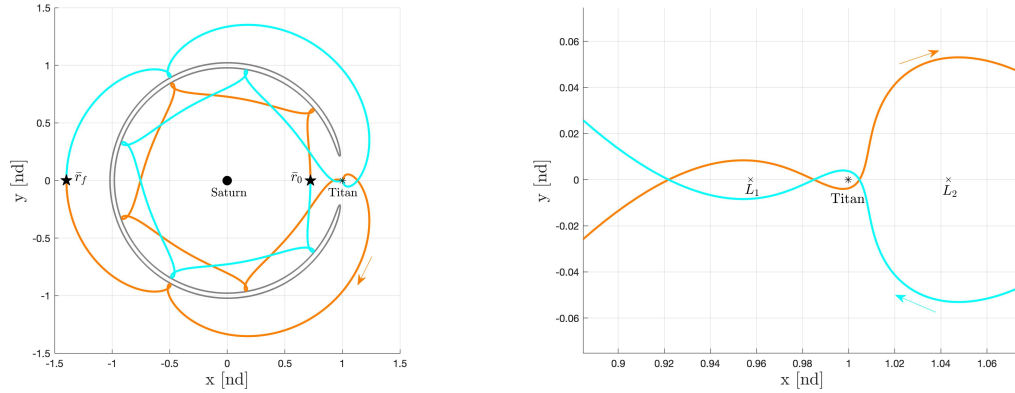 1.5
1
0.5
0
-0.5
-1
-1.5
y [nd]
r̄f
Saturn
r̄0
Titan
-1.5 -1 -0.5 0 0.5 1 1.5
x [nd]
0.06
0.04
0.02
0
-0.02
-0.04
-0.06
y [nd]
L1
Titan
L2
0.9 0.92 0.94 0.96 0.98 1 1.02 1.04 1.06
x [nd]